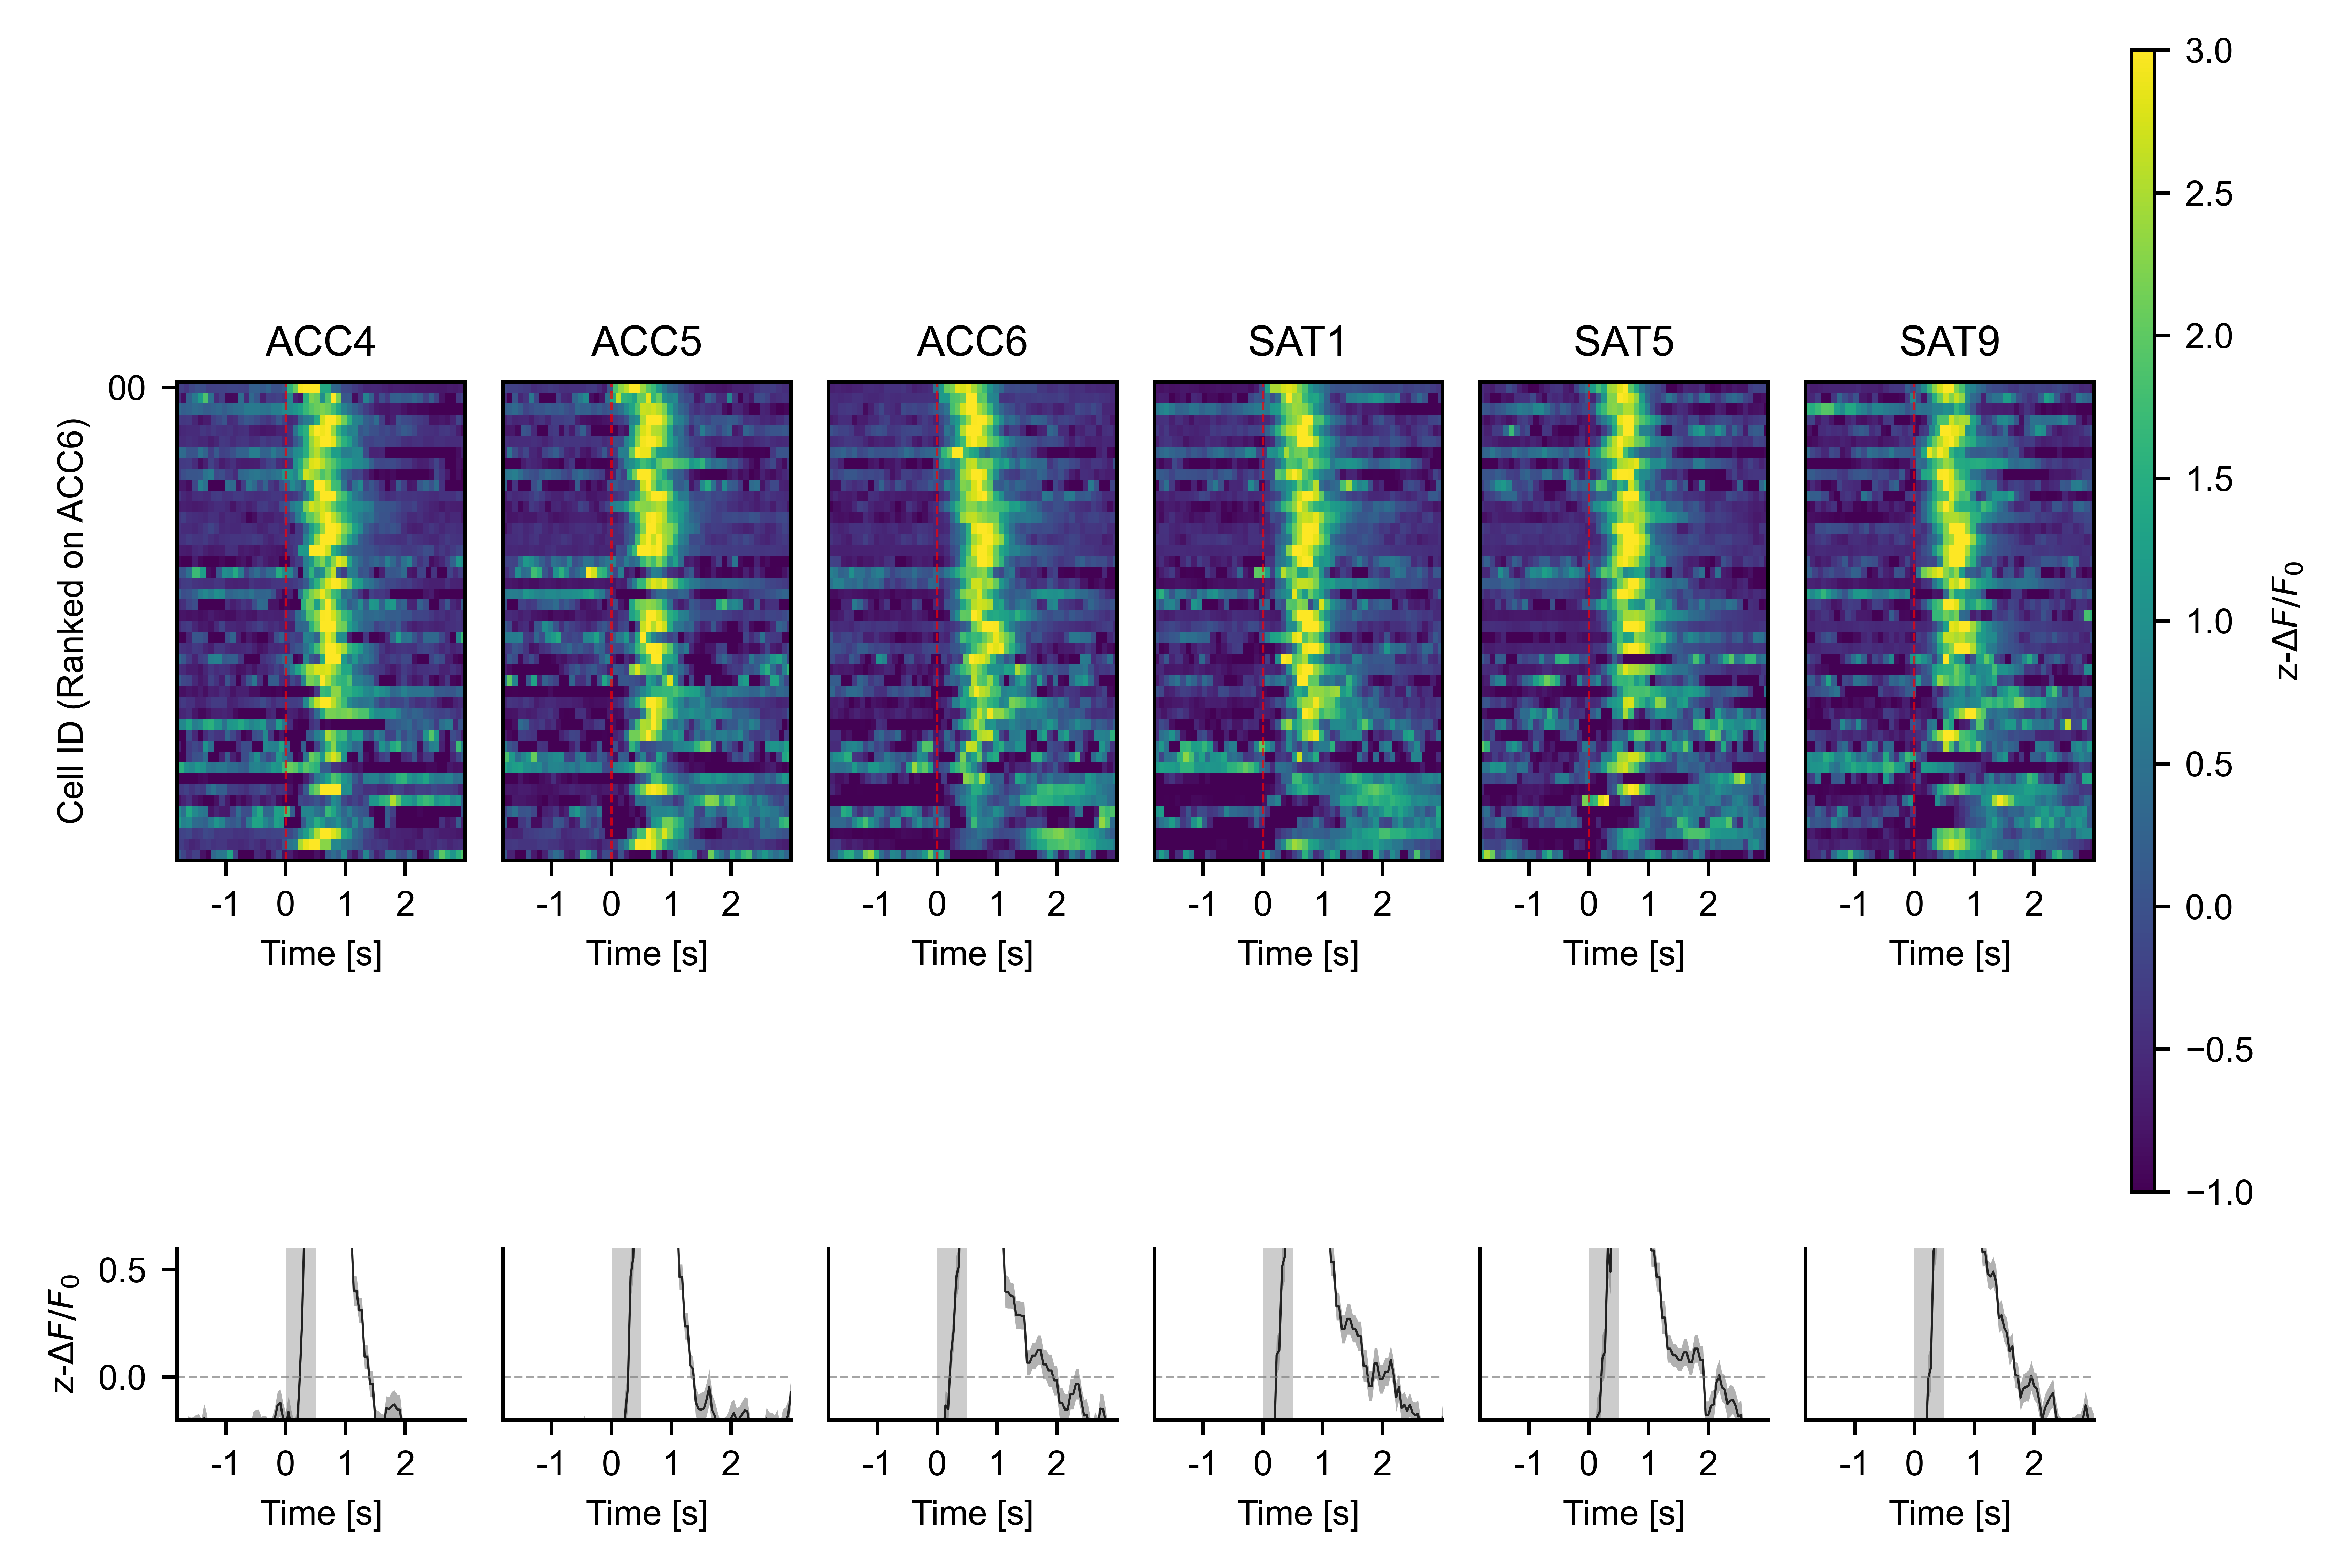 ACC4 ACC5 ACC6 SAT1 SAT5 SAT9
00
Cell ID (Ranked on ACC6)
-1 0 1 2 -1 0 1 2 -1 0 1 2 -1 0 1 2 -1 0 1 2 -1 0 1 2
Time [s] Time [s] Time [s] Time [s] Time [s] Time [s]
3.0
2.5
2.0
1.5
1.0
0.5
0.0
−0.5
−1.0
z-ΔF/F₀
z-ΔF/F₀
0.5
0.0
-1 0 1 2 -1 0 1 2 -1 0 1 2 -1 0 1 2 -1 0 1 2 -1 0 1 2
Time [s] Time [s] Time [s] Time [s] Time [s] Time [s]